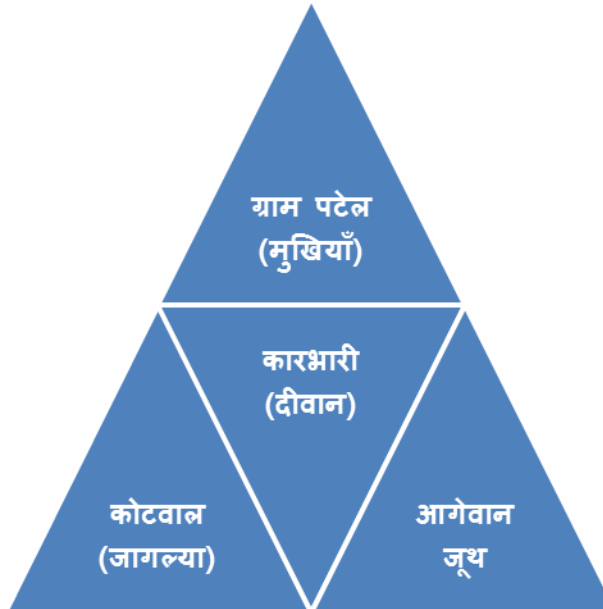 ग्राम पटेल
(मुखियाँ)
कारभारी
(दीवान)
कोटवाल
(जागल्या)
आगेवान
जूथ